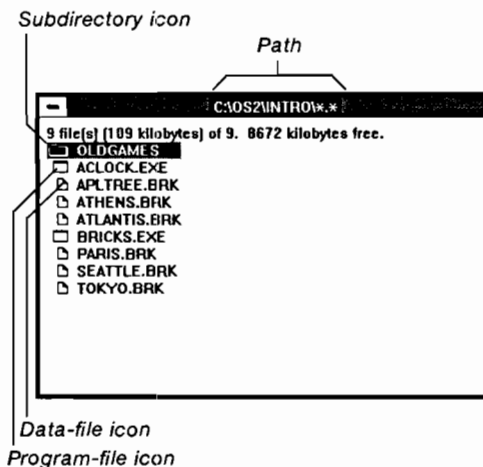 Subdirectory icon
Path
C:\OS2\INTRO\*.*
9 file(s) (109 kilobytes) of 9.  8672 kilobytes free.
OLDGAMES
ACLOCK.EXE
APLTREE.BRK
ATHENS.BRK
ATLANTIS.BRK
BRICKS.EXE
PARIS.BRK
SEATTLE.BRK
TOKYO.BRK
Data-file icon
Program-file icon